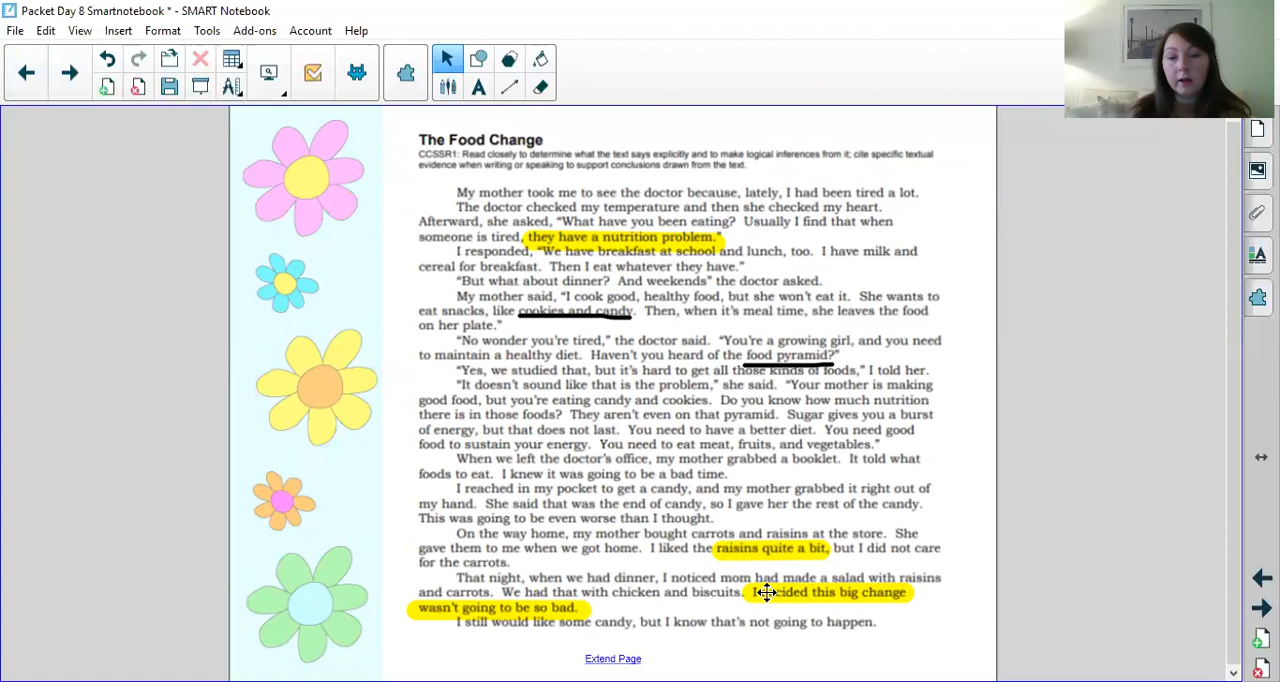 Packet Day 8 Smartnotebook * - SMART Notebook
File Edit View Insert Format Tools Add-ons Account Help
The Food Change
CCSSR1: Read closely to determine what the text says explicitly and to make logical inferences from it; cite specific textual
evidence when writing or speaking to support conclusions drawn from the text.
My mother took me to see the doctor because, lately, I had been tired a lot.
The doctor checked my temperature and then she checked my heart.
Afterward, she asked, “What have you been eating? Usually I find that when
someone is tired, they have a nutrition problem.”
I responded, “We have breakfast at school and lunch, too. I have milk and
cereal for breakfast. Then I eat whatever they have.”
“But what about dinner? And weekends” the doctor asked.
My mother said, “I cook good, healthy food, but she won’t eat it. She wants to
eat snacks, like cookies and candy. Then, when it’s meal time, she leaves the food
on her plate.”
“No wonder you’re tired,” the doctor said. “You’re a growing girl, and you need
to maintain a healthy diet. Haven’t you heard of the food pyramid?”
“Yes, we studied that, but it’s hard to get all those kinds of foods,” I told her.
“It doesn’t sound like that is the problem,” she said. “Your mother is making
good food, but you’re eating candy and cookies. Do you know how much nutrition
there is in those foods? They aren’t even on that pyramid. Sugar gives you a burst
of energy, but that does not last. You need to have a better diet. You need good
food to sustain your energy. You need to eat meat, fruits, and vegetables.”
When we left the doctor’s office, my mother grabbed a booklet. It told what
foods to eat. I knew it was going to be a bad time.
I reached in my pocket to get a candy, and my mother grabbed it right out of
my hand. She said that was the end of candy, so I gave her the rest of the candy.
This was going to be even worse than I thought.
On the way home, my mother bought carrots and raisins at the store. She
gave them to me when we got home. I liked the raisins quite a bit, but I did not care
for the carrots.
That night, when we had dinner, I noticed mom had made a salad with raisins
and carrots. We had that with chicken and biscuits. I decided this big change
wasn’t going to be so bad.
I still would like some candy, but I know that’s not going to happen.
Extend Page